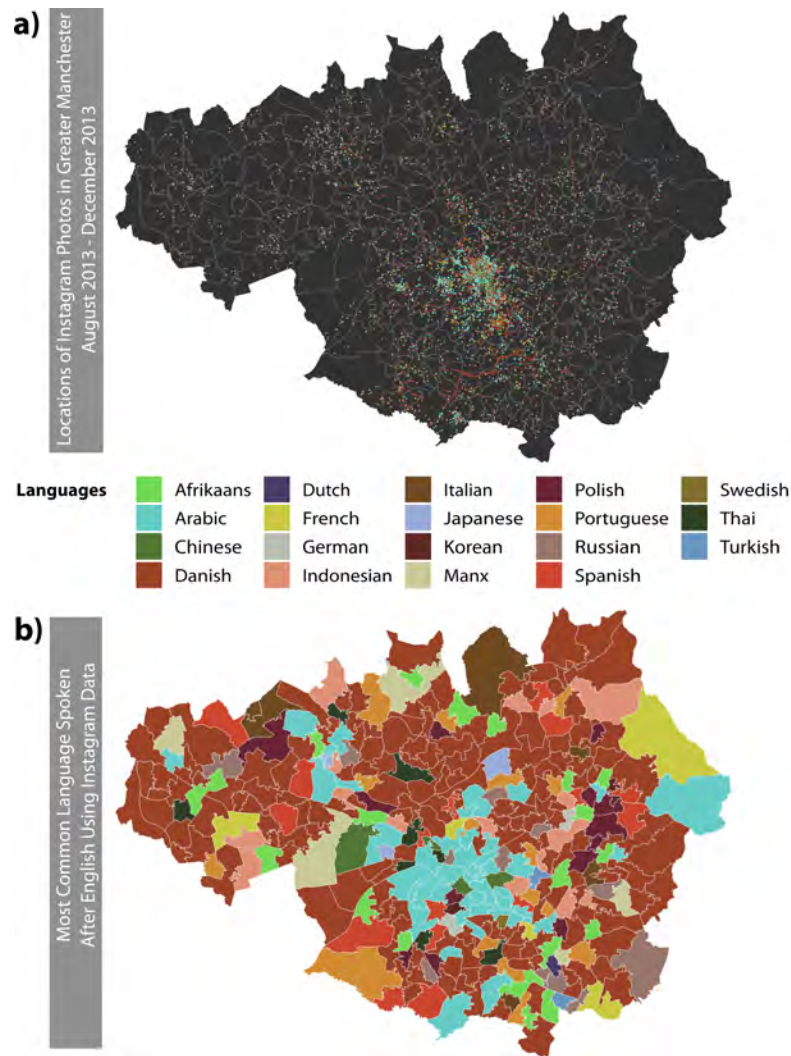 a)
Locations of Instagram Photos in Greater Manchester
August 2013 - December 2013
Languages
Afrikaans
Arabic
Chinese
Danish
Dutch
French
German
Indonesian
Italian
Japanese
Korean
Manx
Polish
Portuguese
Russian
Spanish
Swedish
Thai
Turkish
b)
Most Common Language Spoken
After English Using Instagram Data